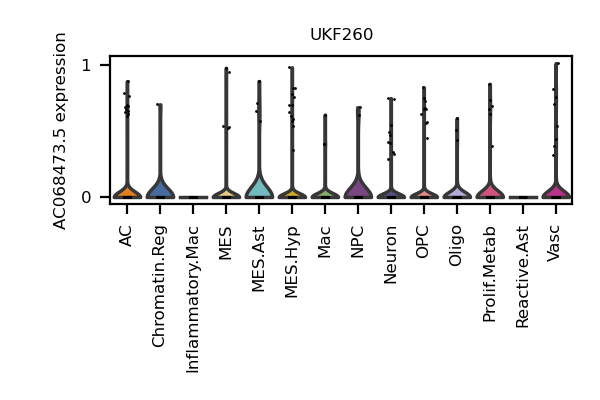 UKF260
AC068473.5 expression
1
0
AC
Chromatin.Reg
Inflammatory.Mac
MES
MES.Ast
MES.Hyp
Mac
NPC
Neuron
OPC
Oligo
Prolif.Metab
Reactive.Ast
Vasc